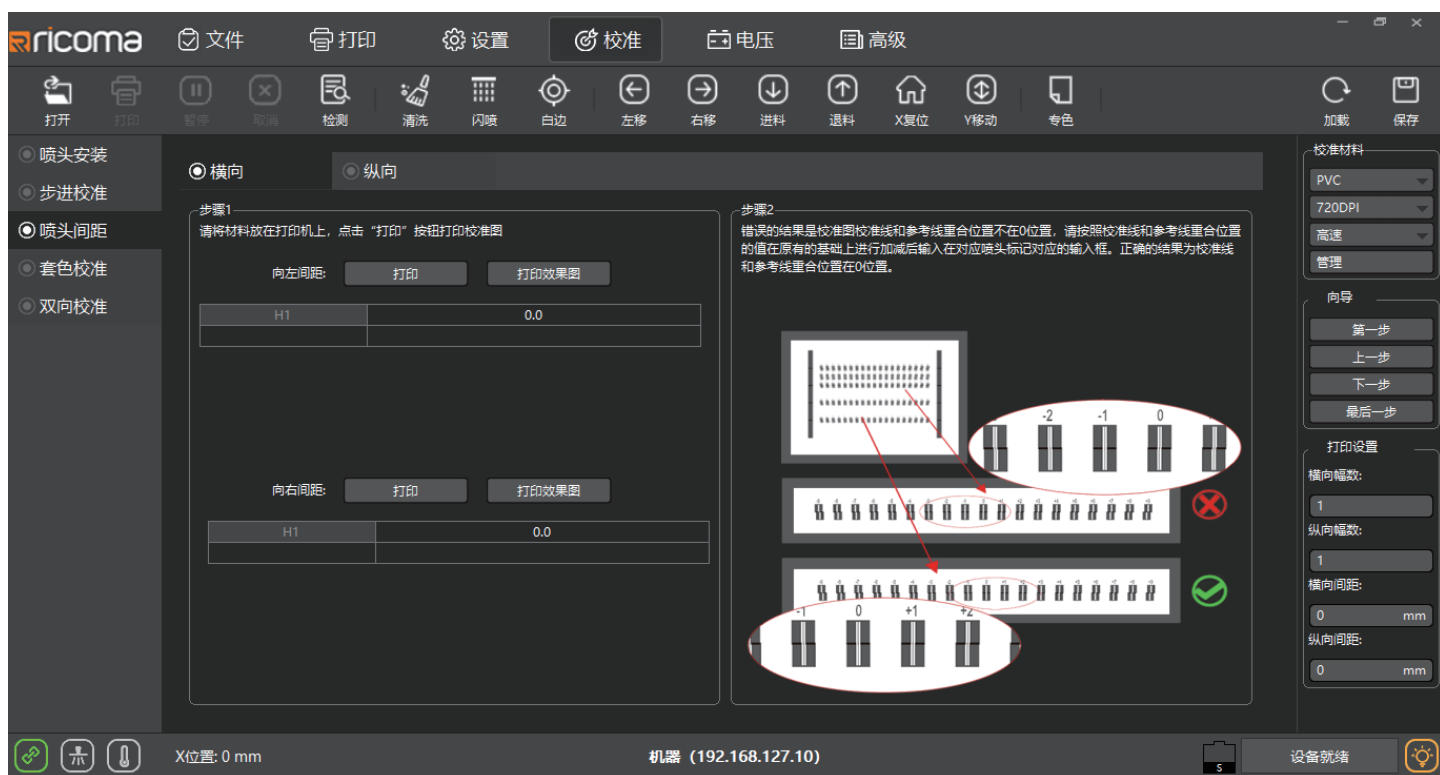 ricoma
文件
打印
设置
校准
电压
高级
打开
打印
暂停
取消
检测
清洗
闪喷
白边
左移
右移
进料
退料
X复位
Y移动
专色
加载
保存
喷头安装
步进校准
喷头间距
套色校准
双向校准
横向
纵向
步骤1
请将材料放在打印机上，点击“打印”按钮打印校准图
向左间距:
打印
打印效果图
H1
0.0
向右间距:
打印
打印效果图
H1
0.0
步骤2
错误的结果是校准图校准线和参考线重合位置不在0位置，请按照校准线和参考线重合位置
的值在原有的基础上进行加减后输入在对应喷头标记对应的输入框。正确的结果为校准线
和参考线重合位置在0位置。
-2 -1 0
-1 0 +1 +2
校准材料
PVC
720DPI
高速
管理
向导
第一步
上一步
下一步
最后一步
打印设置
横向幅数:
1
纵向幅数:
1
横向间距:
0 mm
纵向间距:
0 mm
X位置: 0 mm
机器 (192.168.127.10)
S
设备就绪